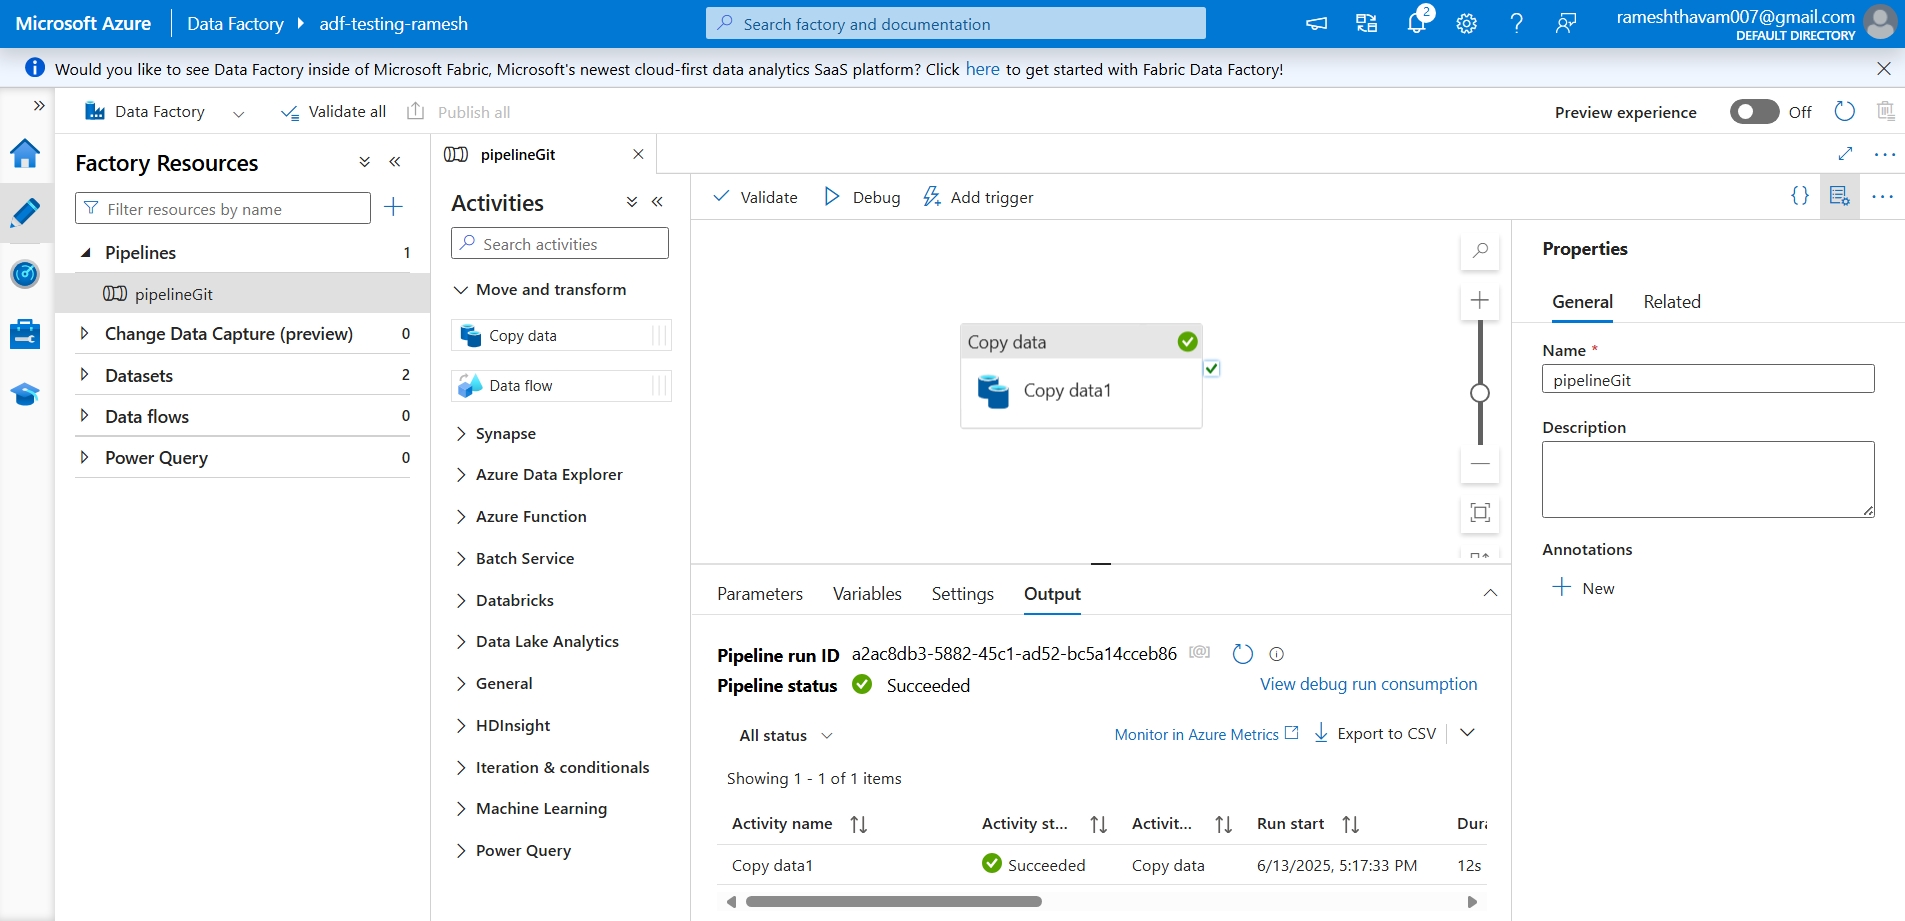 Microsoft Azure
Data Factory
adf-testing-ramesh
Search factory and documentation
2
rameshthavam007@gmail.com
DEFAULT DIRECTORY
Would you like to see Data Factory inside of Microsoft Fabric, Microsoft's newest cloud-first data analytics SaaS platform? Click here to get started with Fabric Data Factory!
Data Factory
Validate all
Publish all
Preview experience
Off
Factory Resources
Filter resources by name
Pipelines 1
pipelineGit
Change Data Capture (preview) 0
Datasets 2
Data flows 0
Power Query 0
pipelineGit
Activities
Search activities
Move and transform
Copy data
Data flow
Synapse
Azure Data Explorer
Azure Function
Batch Service
Databricks
Data Lake Analytics
General
HDInsight
Iteration & conditionals
Machine Learning
Power Query
Validate
Debug
Add trigger
Copy data
Copy data1
Parameters Variables Settings Output
Pipeline run ID a2ac8db3-5882-45c1-ad52-bc5a14cceb86 [@]
Pipeline status Succeeded
View debug run consumption
All status
Monitor in Azure Metrics
Export to CSV
Showing 1 - 1 of 1 items
Activity name Activity st... Activit... Run start Dura
Copy data1 Succeeded Copy data 6/13/2025, 5:17:33 PM 12s
Properties
General Related
Name *
pipelineGit
Description
Annotations
New